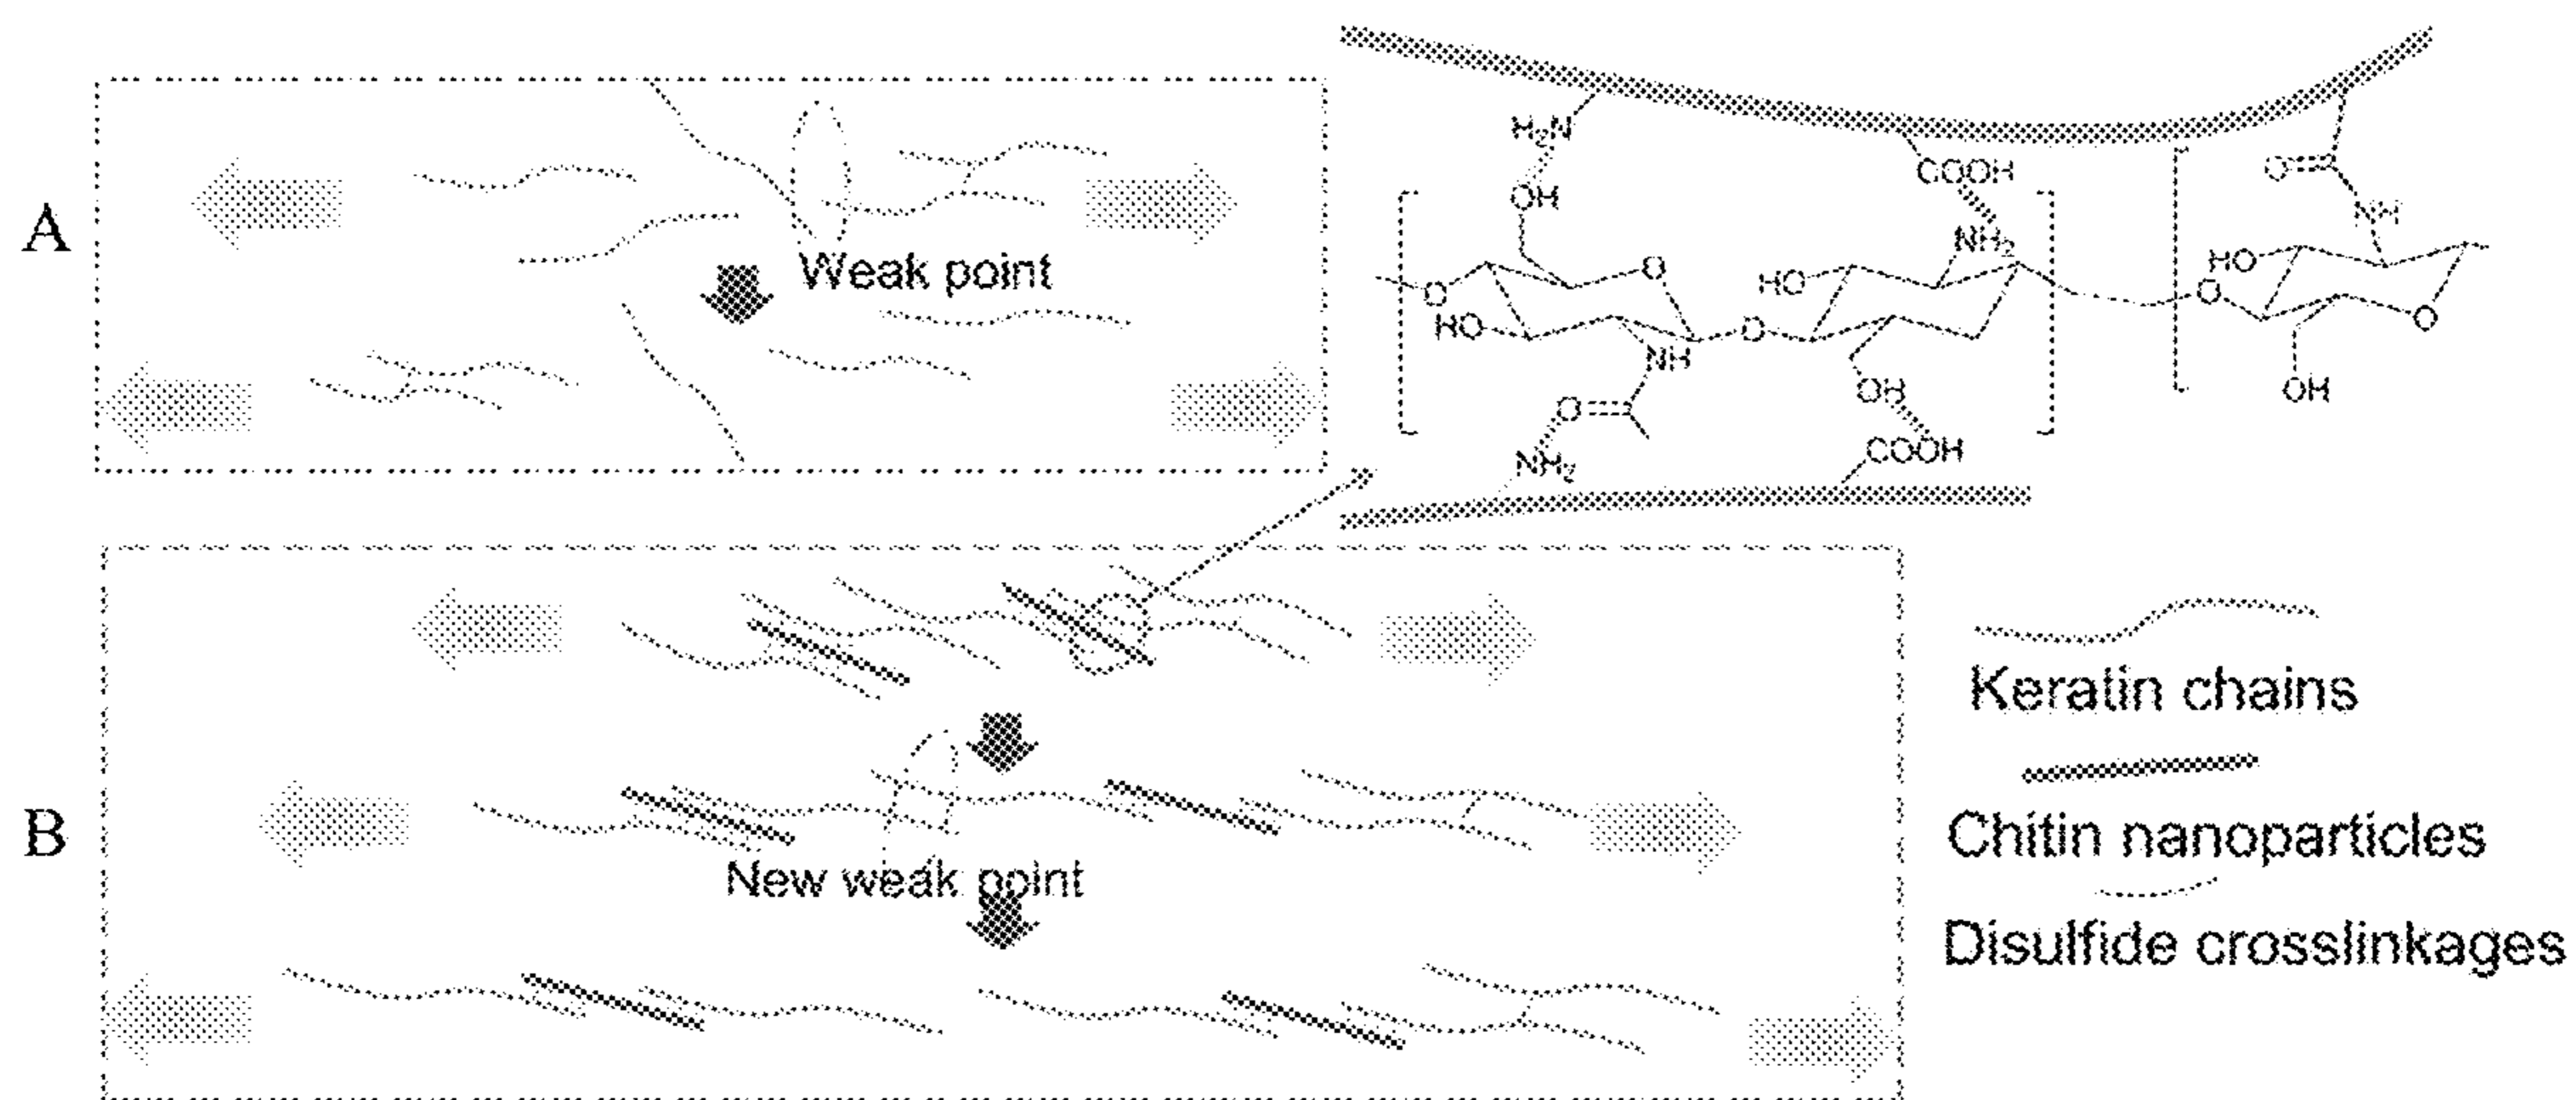 A
Weak point
H₂N
OH
COOH
NH₂
O
NH
HO
O
O
HO
HO
O
HO
O
O
NH
OH
OH
O
COOH
NH₂
B
New weak point
Keratin chains
Chitin nanoparticles
Disulfide crosslinkages